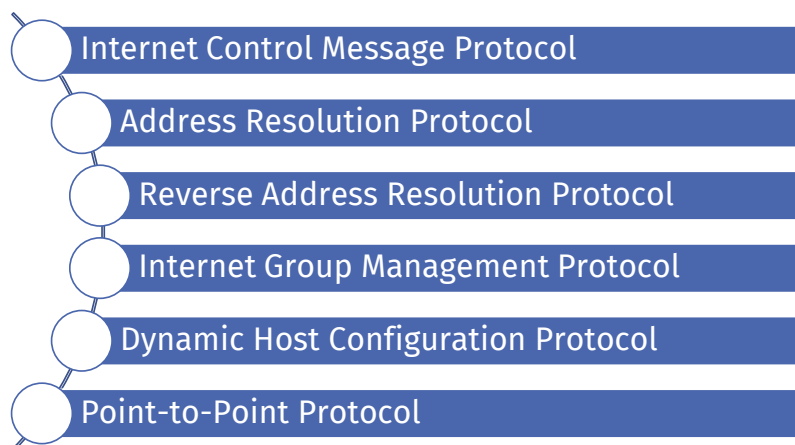 Internet Control Message Protocol
Address Resolution Protocol
Reverse Address Resolution Protocol
Internet Group Management Protocol
Dynamic Host Configuration Protocol
Point-to-Point Protocol